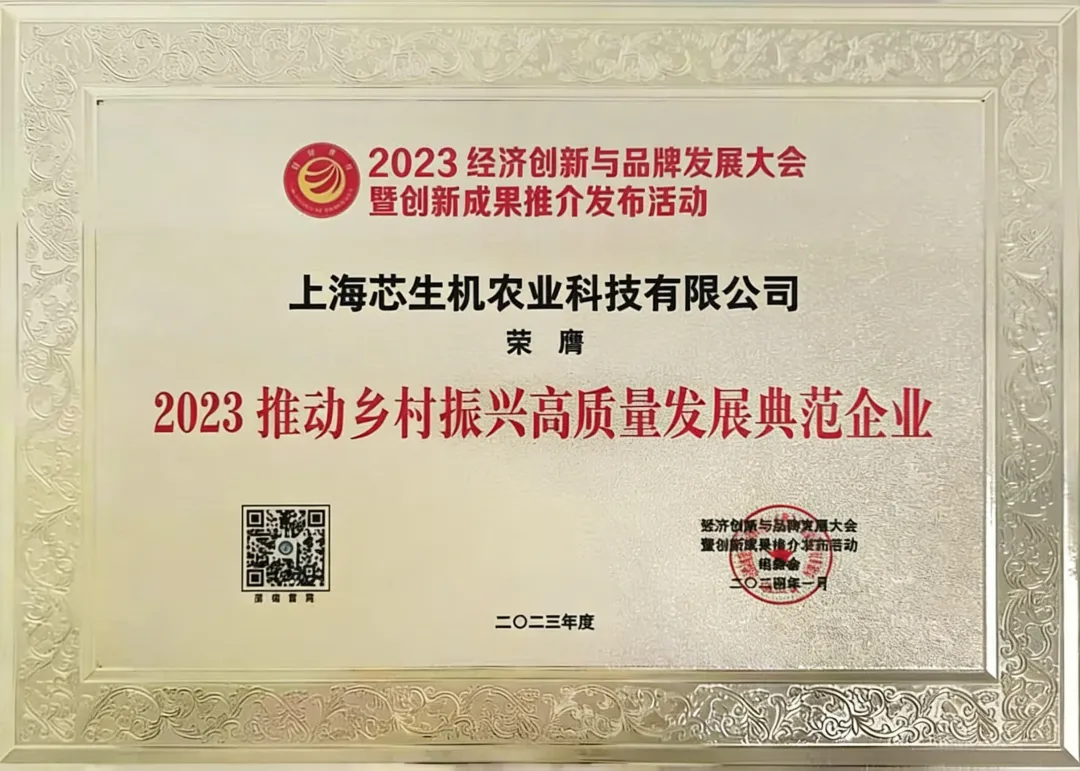 2023 经济创新与品牌发展大会
暨创新成果推介发布活动
上海芯生机农业科技有限公司
荣 膺
2023 推动乡村振兴高质量发展典范企业
经济创新与品牌发展大会
暨创新成果推介发布活动
二〇二四年一月
二〇二三年度